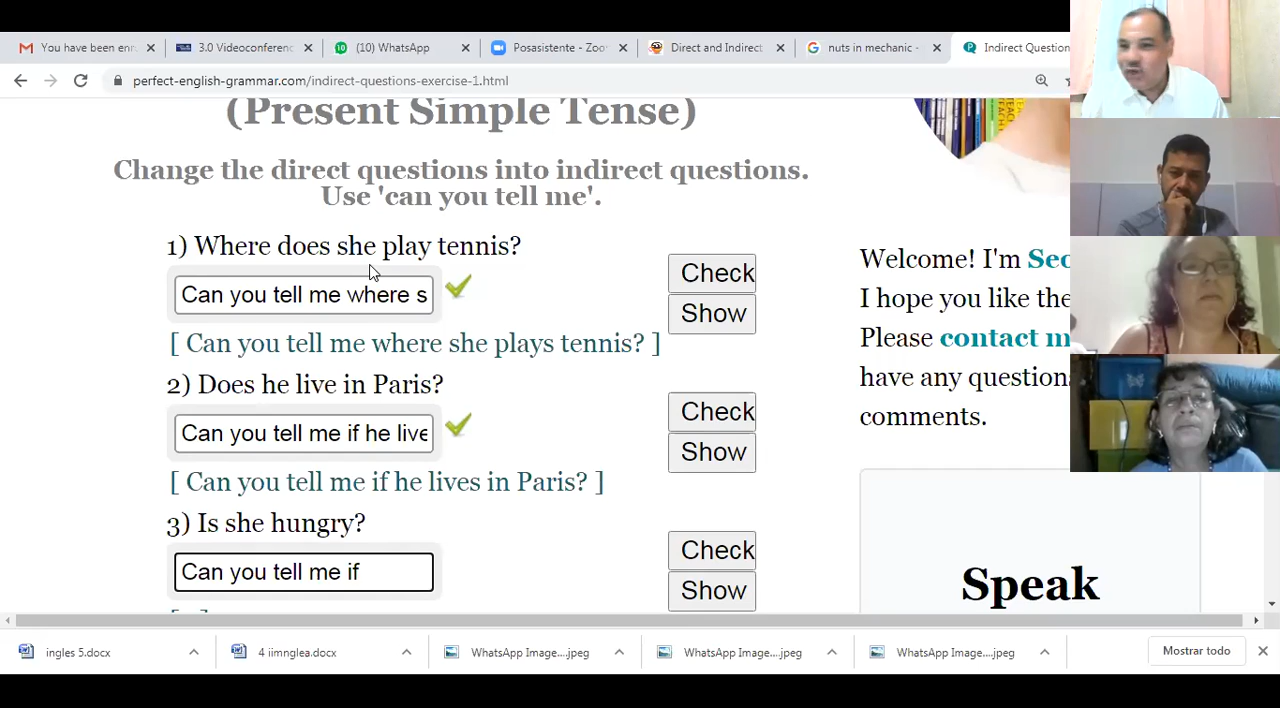 You have been enr
3.0 Videoconferenc
(10) WhatsApp
Posasistente - Zoo
Direct and Indirect
nuts in mechanic -
Indirect Question
perfect-english-grammar.com/indirect-questions-exercise-1.html
(Present Simple Tense)
Change the direct questions into indirect questions.
Use 'can you tell me'.
1) Where does she play tennis?
Can you tell me where s
Check
Show
[ Can you tell me where she plays tennis? ]
2) Does he live in Paris?
Can you tell me if he live
Check
Show
[ Can you tell me if he lives in Paris? ]
3) Is she hungry?
Can you tell me if
Check
Show
Welcome! I'm Seo
I hope you like the
Please contact m
have any question
comments.
Speak
ingles 5.docx
4 iimnglea.docx
WhatsApp Image....jpeg
WhatsApp Image....jpeg
WhatsApp Image....jpeg
Mostrar todo